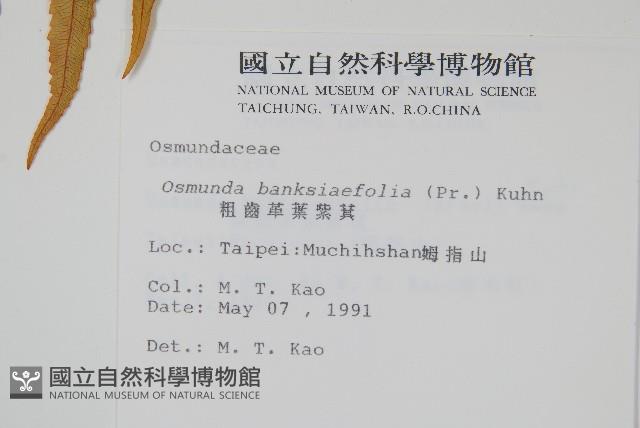 國立自然科學博物館
NATIONAL MUSEUM OF NATURAL SCIENCE
TAICHUNG, TAIWAN, R.O.CHINA
Osmundaceae
Osmunda banksiaefolia (Pr.) Kuhn
粗齒革葉紫萁
Loc.: Taipei:Muchihshan姆指山
Col.: M. T. Kao
Date: May 07 , 1991
Det.: M. T. Kao
國立自然科學博物館
NATIONAL MUSEUM OF NATURAL SCIENCE